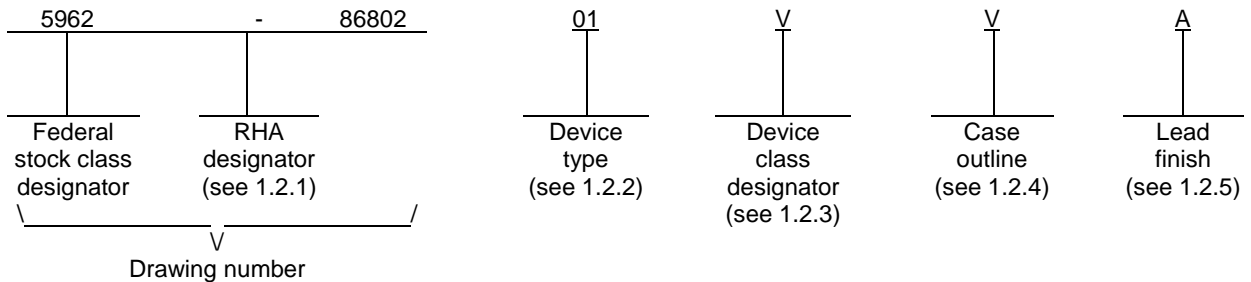 5962 - 86802 01 V V A
Federal stock class designator
RHA designator (see 1.2.1)
Device type (see 1.2.2)
Device class designator (see 1.2.3)
Case outline (see 1.2.4)
Lead finish (see 1.2.5)
\ /
\/
Drawing number